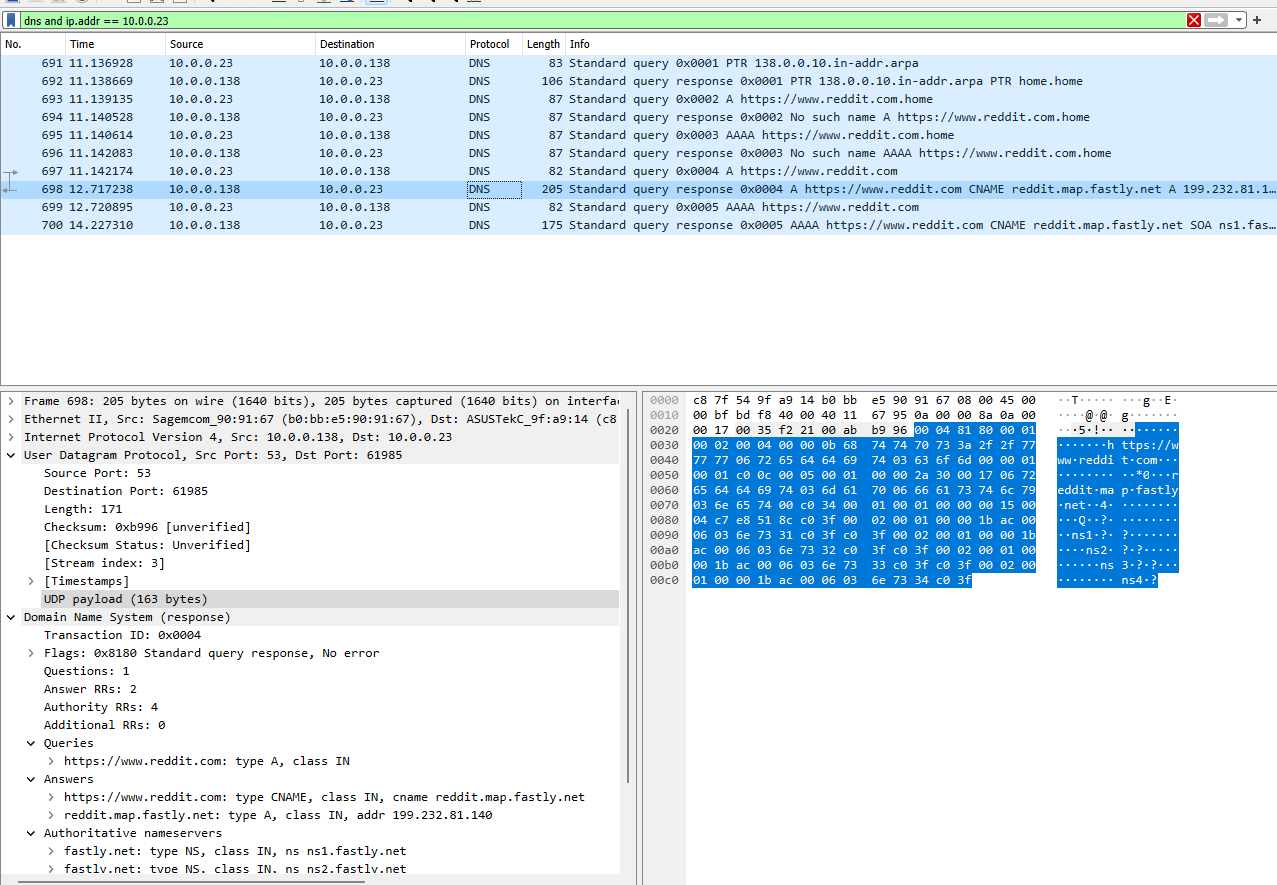 dns and ip.addr == 10.0.0.23
No. Time Source Destination Protocol Length Info
691 11.136928 10.0.0.23 10.0.0.138 DNS 83 Standard query 0x0001 PTR 138.0.0.10.in-addr.arpa
692 11.138669 10.0.0.138 10.0.0.23 DNS 106 Standard query response 0x0001 PTR 138.0.0.10.in-addr.arpa PTR home.home
693 11.139135 10.0.0.23 10.0.0.138 DNS 87 Standard query 0x0002 A https://www.reddit.com.home
694 11.140528 10.0.0.138 10.0.0.23 DNS 87 Standard query response 0x0002 No such name A https://www.reddit.com.home
695 11.140614 10.0.0.23 10.0.0.138 DNS 87 Standard query 0x0003 AAAA https://www.reddit.com.home
696 11.142083 10.0.0.138 10.0.0.23 DNS 87 Standard query response 0x0003 No such name AAAA https://www.reddit.com.home
697 11.142174 10.0.0.23 10.0.0.138 DNS 82 Standard query 0x0004 A https://www.reddit.com
698 12.717238 10.0.0.138 10.0.0.23 DNS 205 Standard query response 0x0004 A https://www.reddit.com CNAME reddit.map.fastly.net A 199.232.81.1…
699 12.720895 10.0.0.23 10.0.0.138 DNS 82 Standard query 0x0005 AAAA https://www.reddit.com
700 14.227310 10.0.0.138 10.0.0.23 DNS 175 Standard query response 0x0005 AAAA https://www.reddit.com CNAME reddit.map.fastly.net SOA ns1.fas…
Frame 698: 205 bytes on wire (1640 bits), 205 bytes captured (1640 bits) on interfa
Ethernet II, Src: Sagemcom_90:91:67 (b0:bb:e5:90:91:67), Dst: ASUSTekC_9f:a9:14 (c8
Internet Protocol Version 4, Src: 10.0.0.138, Dst: 10.0.0.23
User Datagram Protocol, Src Port: 53, Dst Port: 61985
Source Port: 53
Destination Port: 61985
Length: 171
Checksum: 0xb996 [unverified]
[Checksum Status: Unverified]
[Stream index: 3]
[Timestamps]
UDP payload (163 bytes)
Domain Name System (response)
Transaction ID: 0x0004
Flags: 0x8180 Standard query response, No error
Questions: 1
Answer RRs: 2
Authority RRs: 4
Additional RRs: 0
Queries
https://www.reddit.com: type A, class IN
Answers
https://www.reddit.com: type CNAME, class IN, cname reddit.map.fastly.net
reddit.map.fastly.net: type A, class IN, addr 199.232.81.140
Authoritative nameservers
fastly.net: type NS, class IN, ns ns1.fastly.net
fastly.net: type NS, class IN, ns ns2.fastly.net
0000 c8 7f 54 9f a9 14 b0 bb e5 90 91 67 08 00 45 00 ··T····· ···g··E·
0010 00 bf bd f8 40 00 40 11 67 95 0a 00 00 8a 0a 00 ····@·@· g·······
0020 00 17 00 35 f2 21 00 ab b9 96 00 04 81 80 00 01 ···5·!·· ········
0030 00 02 00 04 00 00 0b 68 74 74 70 73 3a 2f 2f 77 ·······h ttps://w
0040 77 77 06 72 65 64 64 69 74 03 63 6f 6d 00 00 01 ww·reddi t·com···
0050 00 01 c0 0c 00 05 00 01 00 00 2a 30 00 17 06 72 ········ ··*0···r
0060 65 64 64 69 74 03 6d 61 70 06 66 61 73 74 6c 79 eddit·ma p·fastly
0070 03 6e 65 74 00 c0 34 00 01 00 01 00 00 00 15 00 ·net··4· ········
0080 04 c7 e8 51 8c c0 3f 00 02 00 01 00 00 1b ac 00 ···Q··?· ········
0090 06 03 6e 73 31 c0 3f c0 3f 00 02 00 01 00 00 1b ··ns1·?· ?·······
00a0 ac 00 06 03 6e 73 32 c0 3f c0 3f 00 02 00 01 00 ····ns2· ?·?·····
00b0 00 1b ac 00 06 03 6e 73 33 c0 3f c0 3f 00 02 00 ······ns 3·?·?···
00c0 01 00 00 1b ac 00 06 03 6e 73 34 c0 3f ········ ns4·?